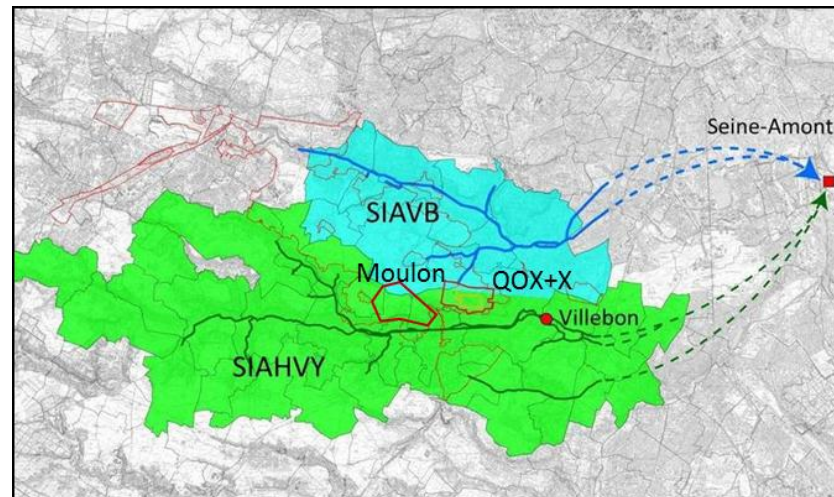 Seine-Amont
SIAVB
Moulon
QOX+X
Villebon
SIAHVY